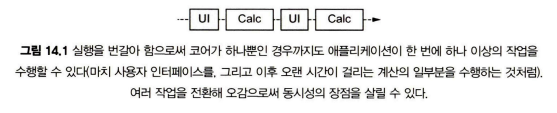 UI Calc UI Calc
그림 14.1 실행을 번갈아 함으로써 코어가 하나뿐인 경우까지도 애플리케이션이 한 번에 하나 이상의 작업을
수행할 수 있다(마치 사용자 인터페이스를, 그리고 이후 오랜 시간이 걸리는 계산의 일부분을 수행하는 것처럼).
여러 작업을 전환해 오감으로써 동시성의 장점을 살릴 수 있다.